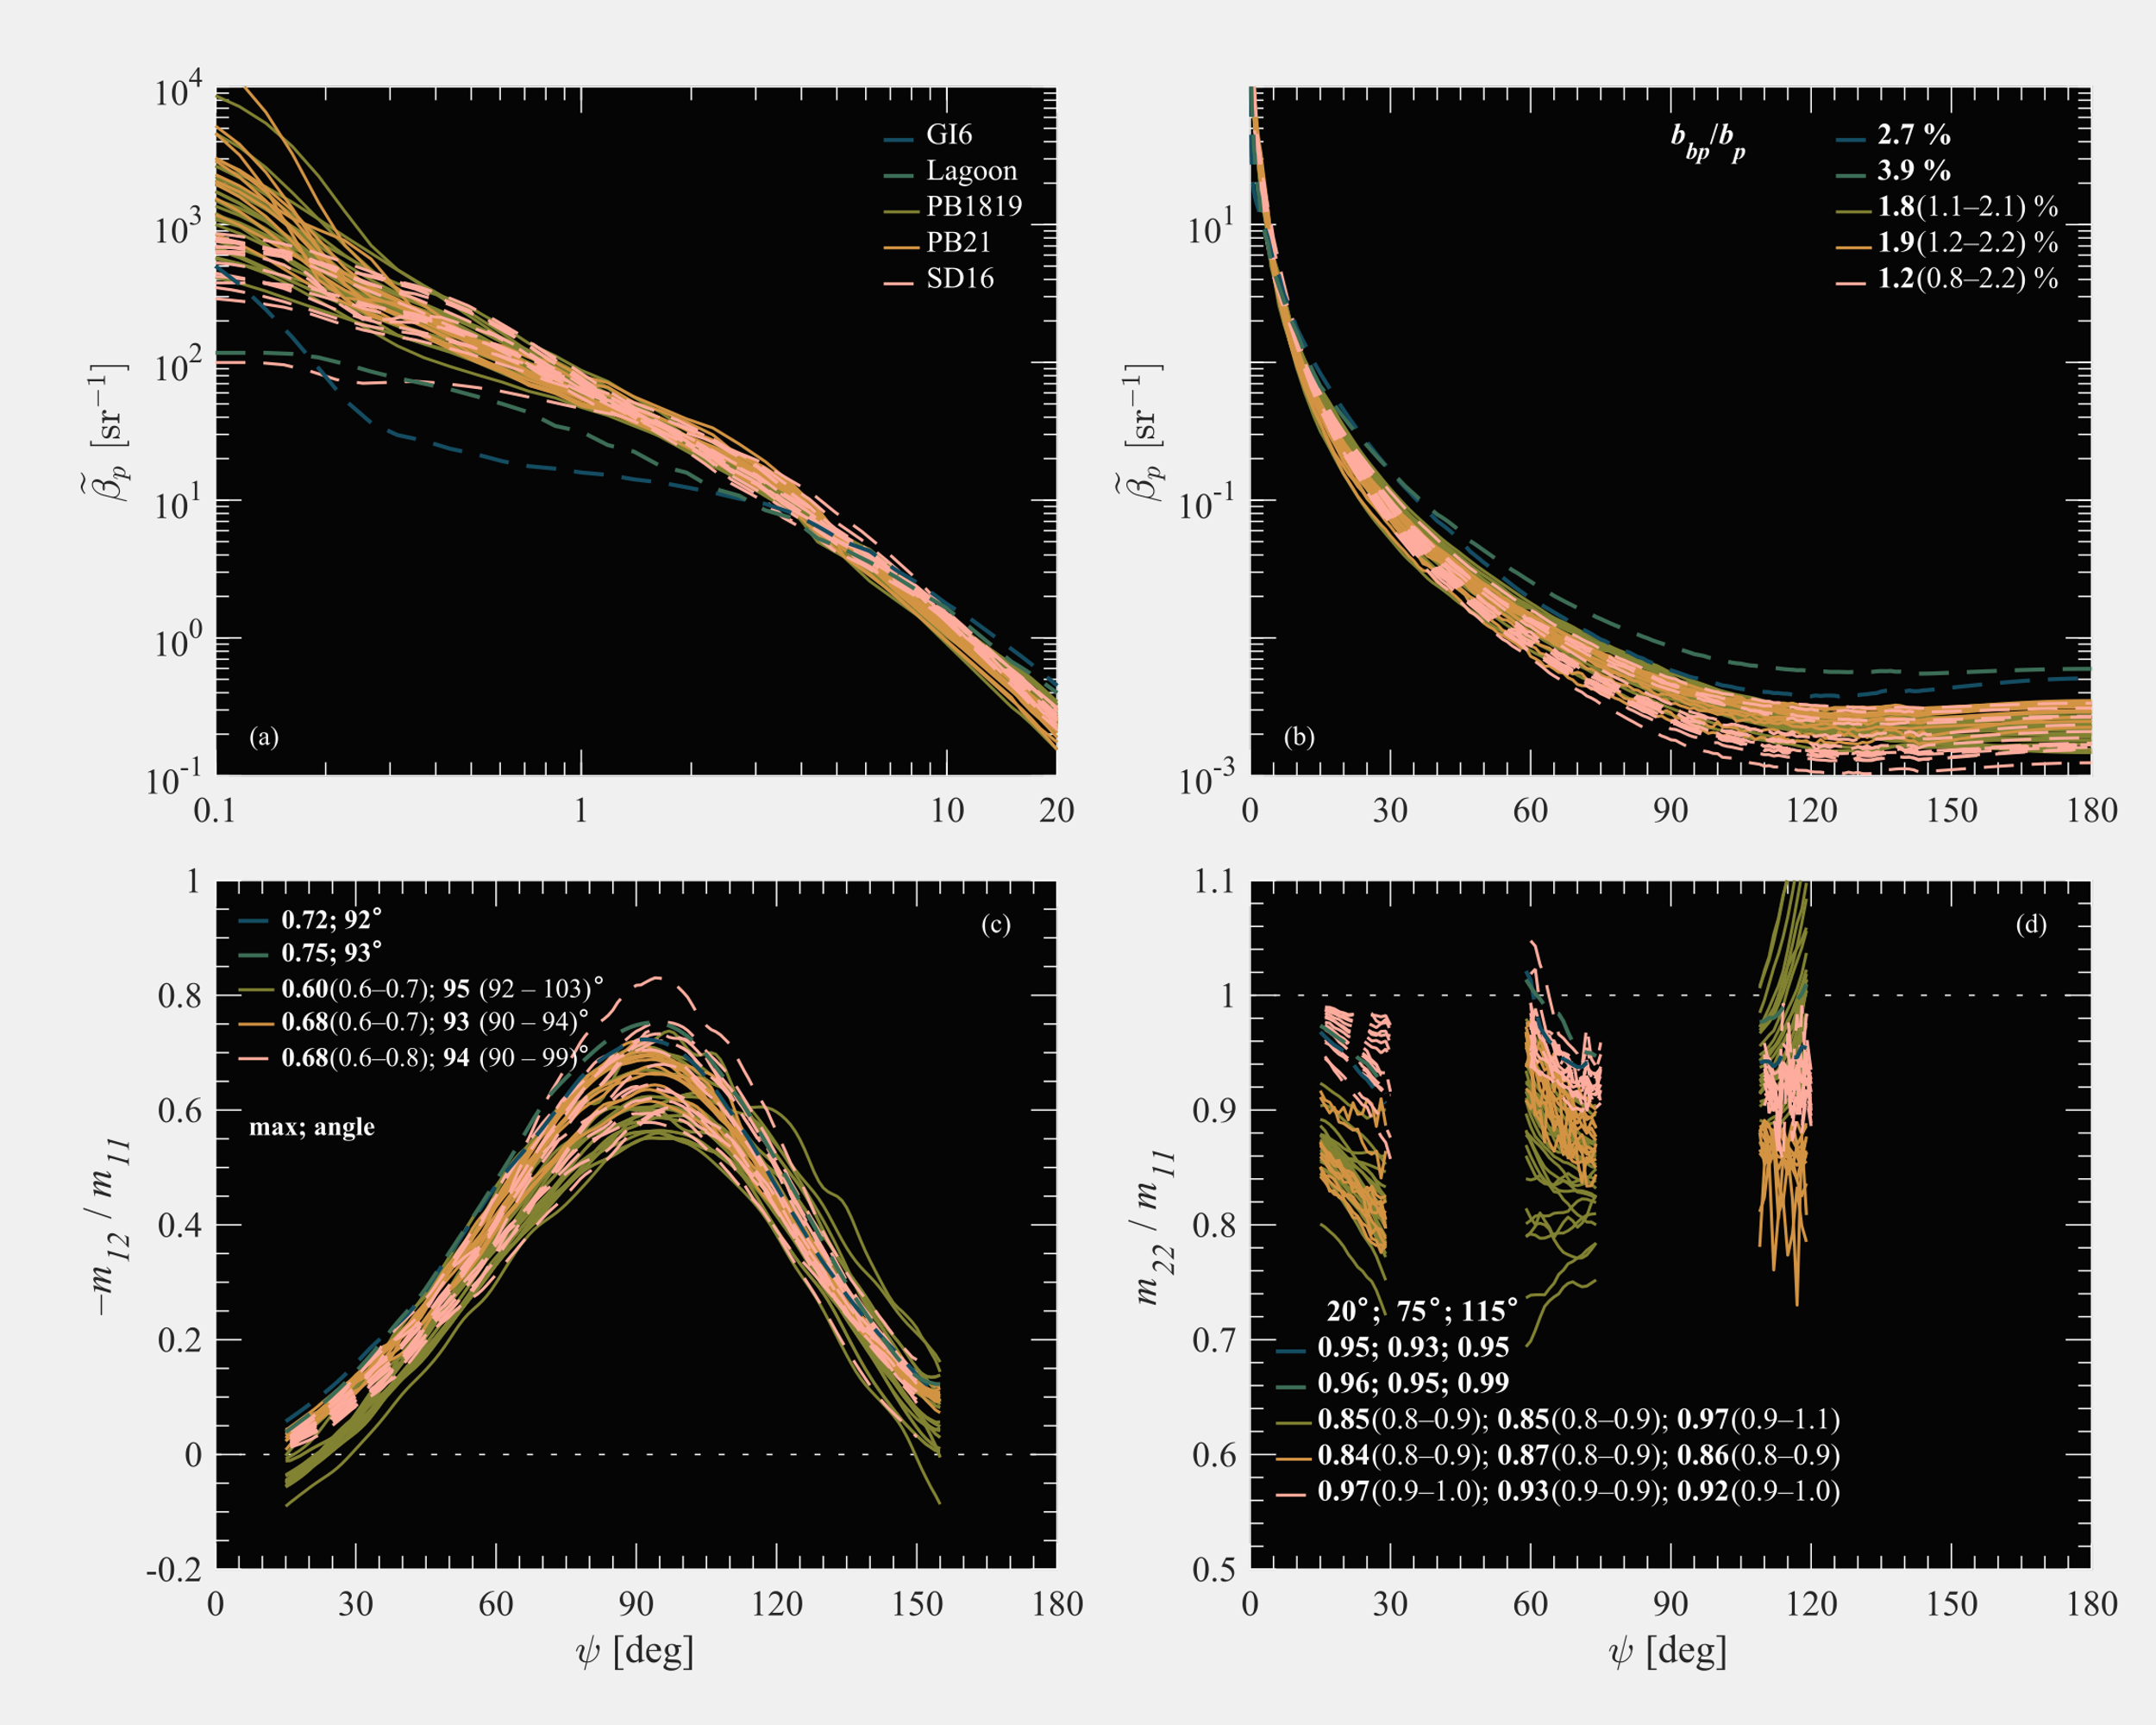 10^4
10^3
10^2
10^1
10^0
10^-1
0.1
1
10
20
β̃_p [sr^−1]
GI6
Lagoon
PB1819
PB21
SD16
(a)
10^1
10^-1
10^-3
0
30
60
90
120
150
180
β̃_p [sr^−1]
b_bp/b_p
2.7 %
3.9 %
1.8(1.1–2.1) %
1.9(1.2–2.2) %
1.2(0.8–2.2) %
(b)
1
0.8
0.6
0.4
0.2
0
-0.2
0
30
60
90
120
150
180
−m_12 / m_11
ψ [deg]
0.72; 92°
0.75; 93°
0.60(0.6–0.7); 95 (92 – 103)°
0.68(0.6–0.7); 93 (90 – 94)°
0.68(0.6–0.8); 94 (90 – 99)°
max; angle
(c)
1.1
1
0.9
0.8
0.7
0.6
0.5
0
30
60
90
120
150
180
m_22 / m_11
ψ [deg]
(d)
20°; 75°; 115°
0.95; 0.93; 0.95
0.96; 0.95; 0.99
0.85(0.8–0.9); 0.85(0.8–0.9); 0.97(0.9–1.1)
0.84(0.8–0.9); 0.87(0.8–0.9); 0.86(0.8–0.9)
0.97(0.9–1.0); 0.93(0.9–0.9); 0.92(0.9–1.0)